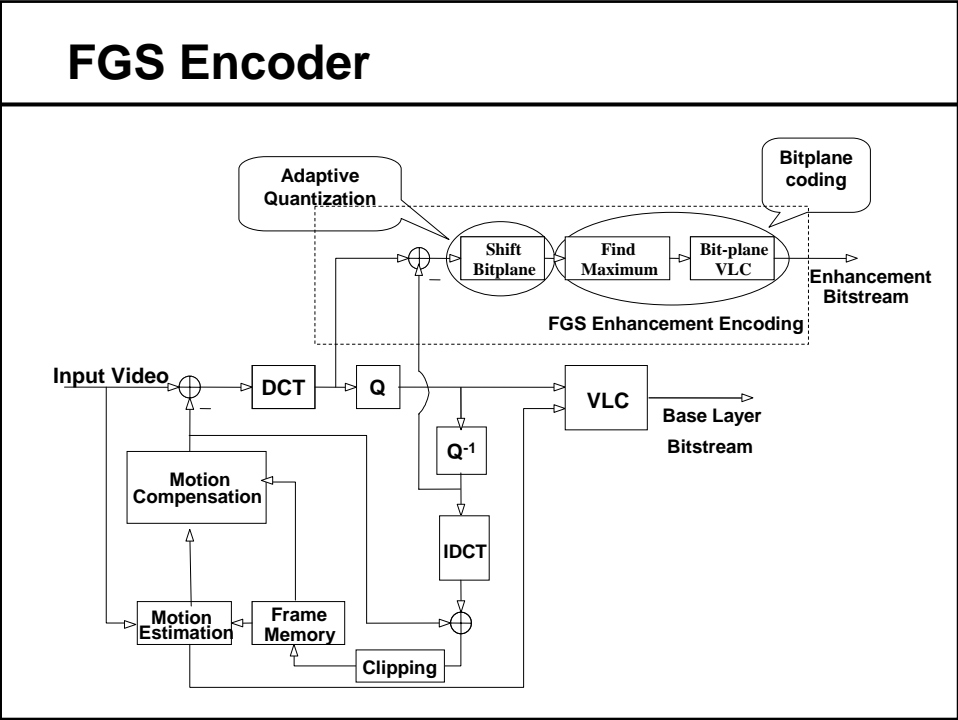 FGS Encoder
Adaptive
Quantization
Bitplane
coding
Shift
Bitplane
Find
Maximum
Bit-plane
VLC
Enhancement
Bitstream
FGS Enhancement Encoding
Input Video
DCT
Q
VLC
Base Layer
Bitstream
Q-1
Motion
Compensation
IDCT
Motion
Estimation
Frame
Memory
Clipping